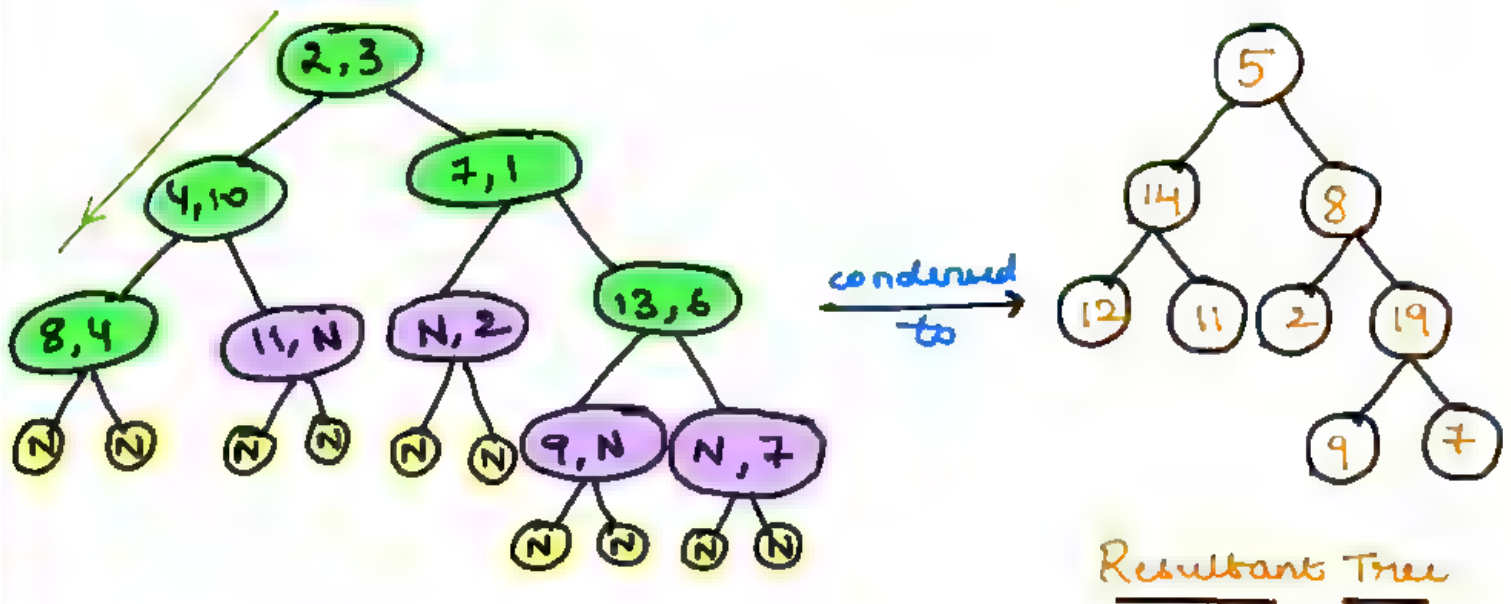 2,3
4,10
7,1
8,4
11, N
N, 2
13, 6
N
N
N
N
N
N
9, N
N, 7
N
N
N
N
condensed
to
5
14
8
12
11
2
19
9
7
Resultant Tree